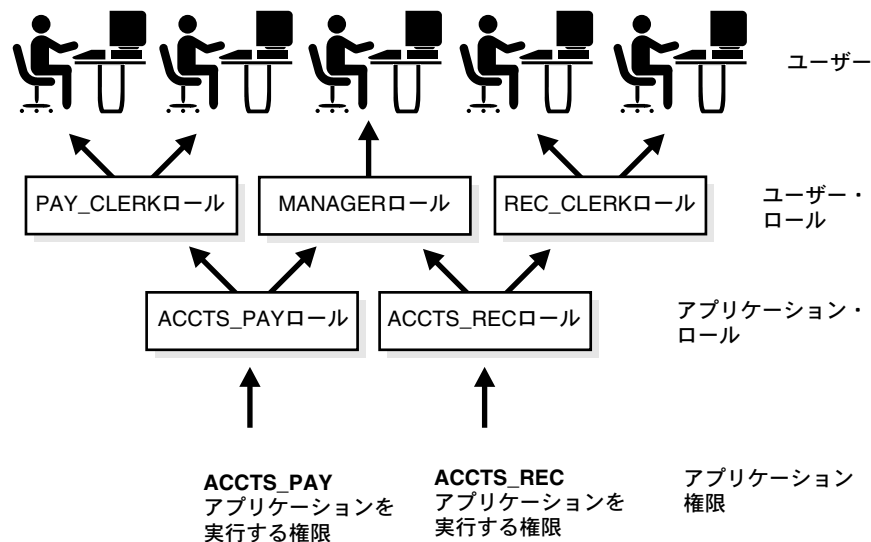 ユーザー
PAY_CLERKロール
MANAGERロール
REC_CLERKロール
ユーザー・
ロール
ACCTS_PAYロール
ACCTS_RECロール
アプリケーション・
ロール
ACCTS_PAY
アプリケーションを
実行する権限
ACCTS_REC
アプリケーションを
実行する権限
アプリケーション
権限